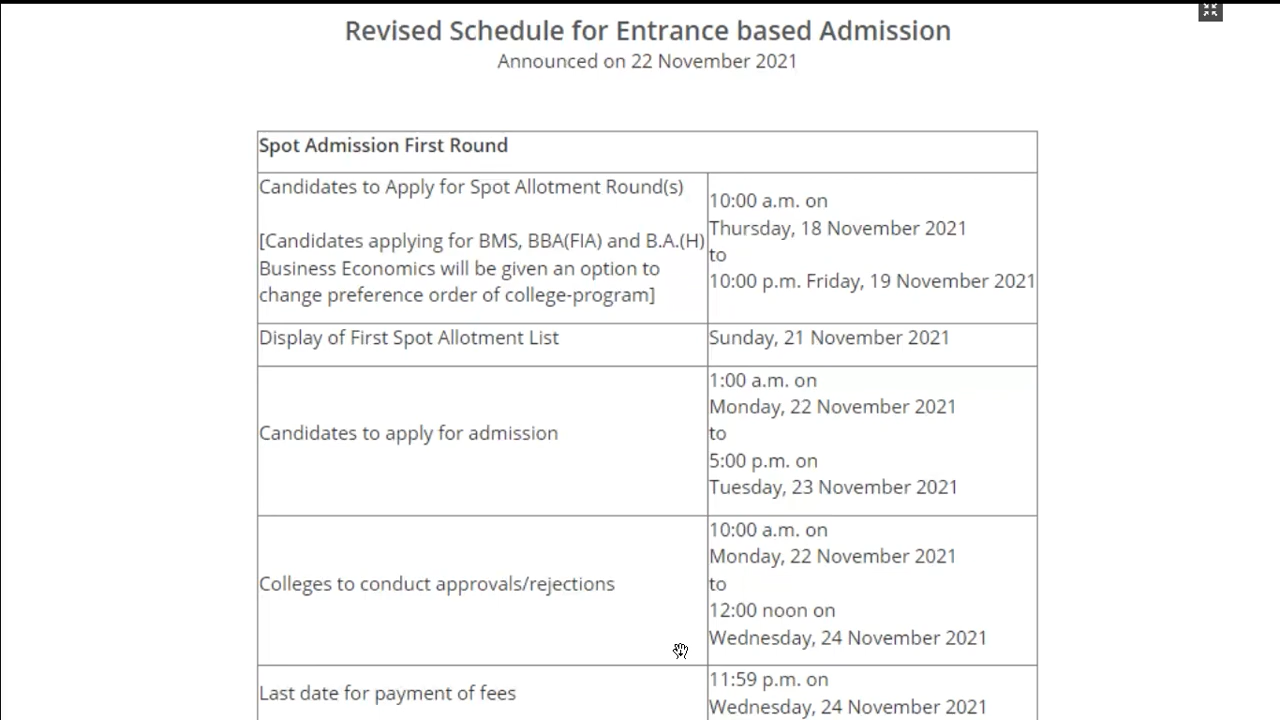 Revised Schedule for Entrance based Admission
Announced on 22 November 2021
Spot Admission First Round
Candidates to Apply for Spot Allotment Round(s)
[Candidates applying for BMS, BBA(FIA) and B.A.(H)
Business Economics will be given an option to
change preference order of college-program]
10:00 a.m. on
Thursday, 18 November 2021
to
10:00 p.m. Friday, 19 November 2021
Display of First Spot Allotment List
Sunday, 21 November 2021
Candidates to apply for admission
1:00 a.m. on
Monday, 22 November 2021
to
5:00 p.m. on
Tuesday, 23 November 2021
Colleges to conduct approvals/rejections
10:00 a.m. on
Monday, 22 November 2021
to
12:00 noon on
Wednesday, 24 November 2021
Last date for payment of fees
11:59 p.m. on
Wednesday, 24 November 2021